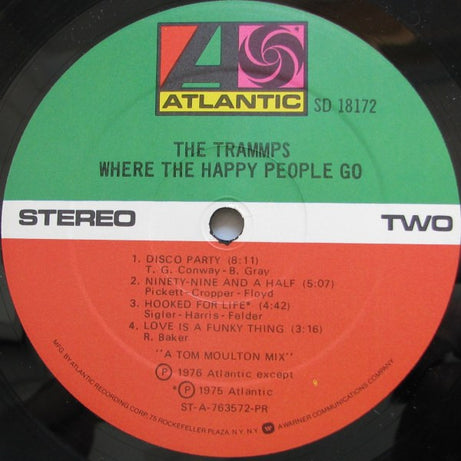 ATLANTIC
SD 18172
THE TRAMMPS
WHERE THE HAPPY PEOPLE GO
STEREO
TWO
1. DISCO PARTY (8:11)
T. G. Conway - B. Gray
2. NINETY-NINE AND A HALF (5:07)
Pickett-Cropper-Floyd
3. HOOKED FOR LIFE* (4:42)
Sigler-Harris-Felder
4. LOVE IS A FUNKY THING (3:16)
R. Baker
"A TOM MOULTON MIX"
Ⓟ 1976 Atlantic except
*Ⓟ 1975 Atlantic
ST-A-763572-PR
MFG. BY ATLANTIC RECORDING CORP., 75 ROCKEFELLER PLAZA, N.Y. N.Y. A WARNER COMMUNICATIONS COMPANY